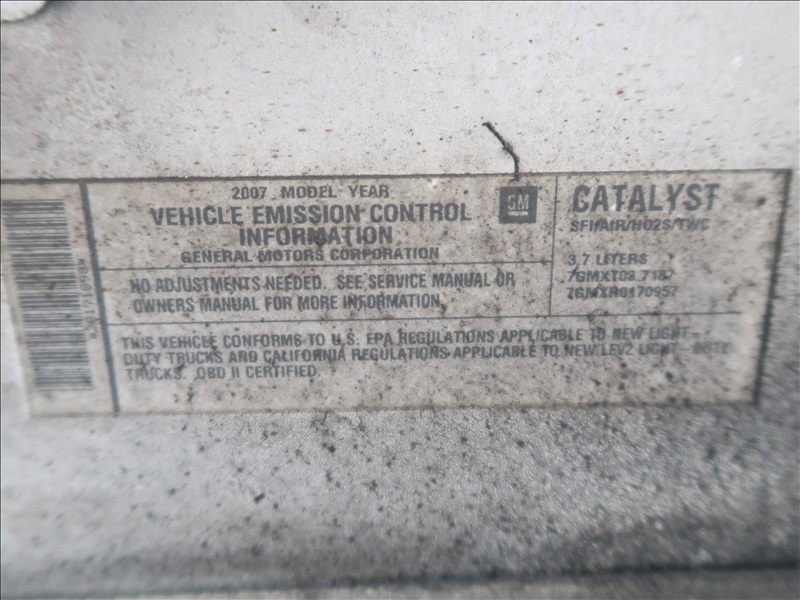 2007 MODEL YEAR
VEHICLE EMISSION CONTROL
INFORMATION
GENERAL MOTORS CORPORATION
GM
CATALYST
SFI/AIR/HO2S/TWC
3.7 LITERS
7GMXT03.7187
7GMXR0170957
NO ADJUSTMENTS NEEDED. SEE SERVICE MANUAL OR
OWNERS MANUAL FOR MORE INFORMATION.
THIS VEHICLE CONFORMS TO U.S. EPA REGULATIONS APPLICABLE TO NEW LIGHT-
DUTY TRUCKS AND CALIFORNIA REGULATIONS APPLICABLE TO NEW LEV2 LIGHT-DUTY
TRUCKS. OBD II CERTIFIED.